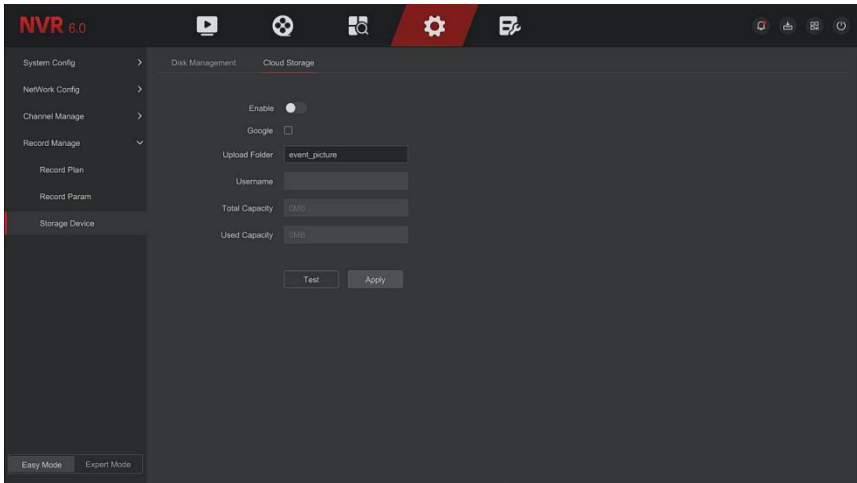 NVR 6.0
System Config
NetWork Config
Channel Manage
Record Manage
Record Plan
Record Param
Storage Device
Easy Mode Expert Mode
Disk Management Cloud Storage
Enable
Google
Upload Folder event_picture
Username
Total Capacity 0MB
Used Capacity 0MB
Test Apply